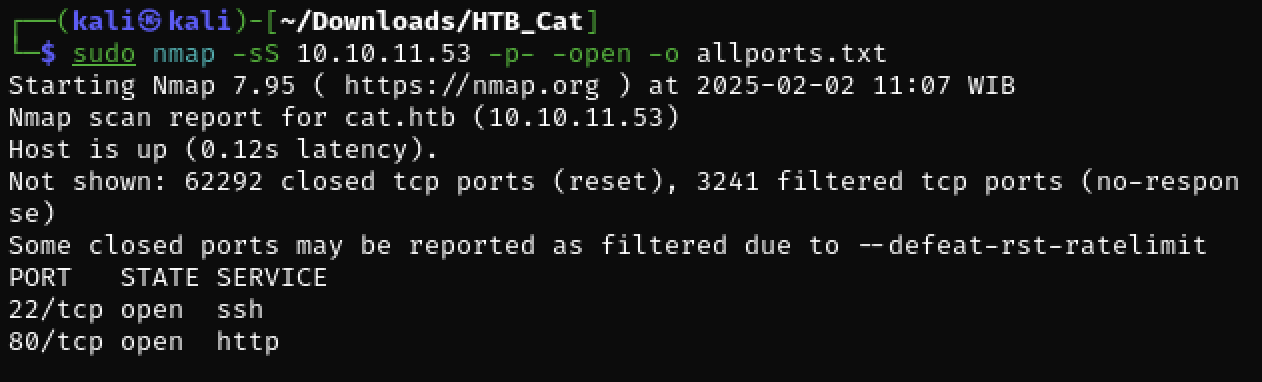 ┌──(kali㉿kali)-[~/Downloads/HTB_Cat]
└─$ sudo nmap -sS 10.10.11.53 -p- -open -o allports.txt
Starting Nmap 7.95 ( https://nmap.org ) at 2025-02-02 11:07 WIB
Nmap scan report for cat.htb (10.10.11.53)
Host is up (0.12s latency).
Not shown: 62292 closed tcp ports (reset), 3241 filtered tcp ports (no-respon
se)
Some closed ports may be reported as filtered due to --defeat-rst-ratelimit
PORT   STATE SERVICE
22/tcp open  ssh
80/tcp open  http